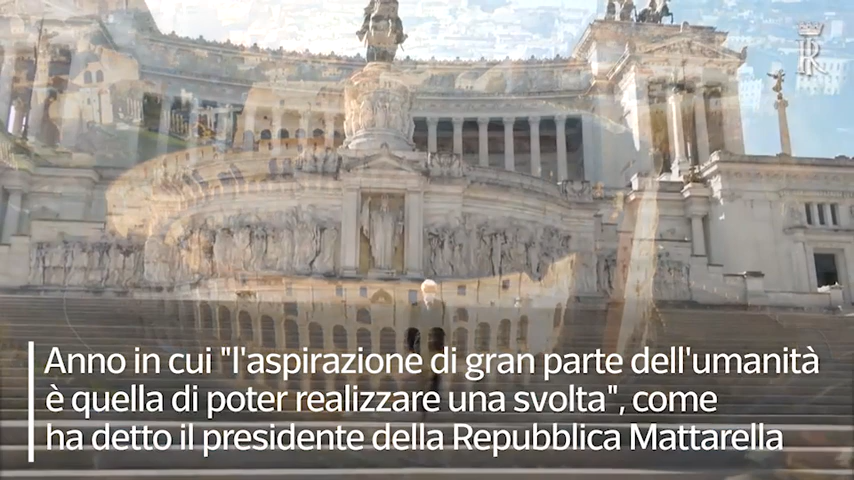 Anno in cui "l'aspirazione di gran parte dell'umanità
è quella di poter realizzare una svolta", come
ha detto il presidente della Repubblica Mattarella